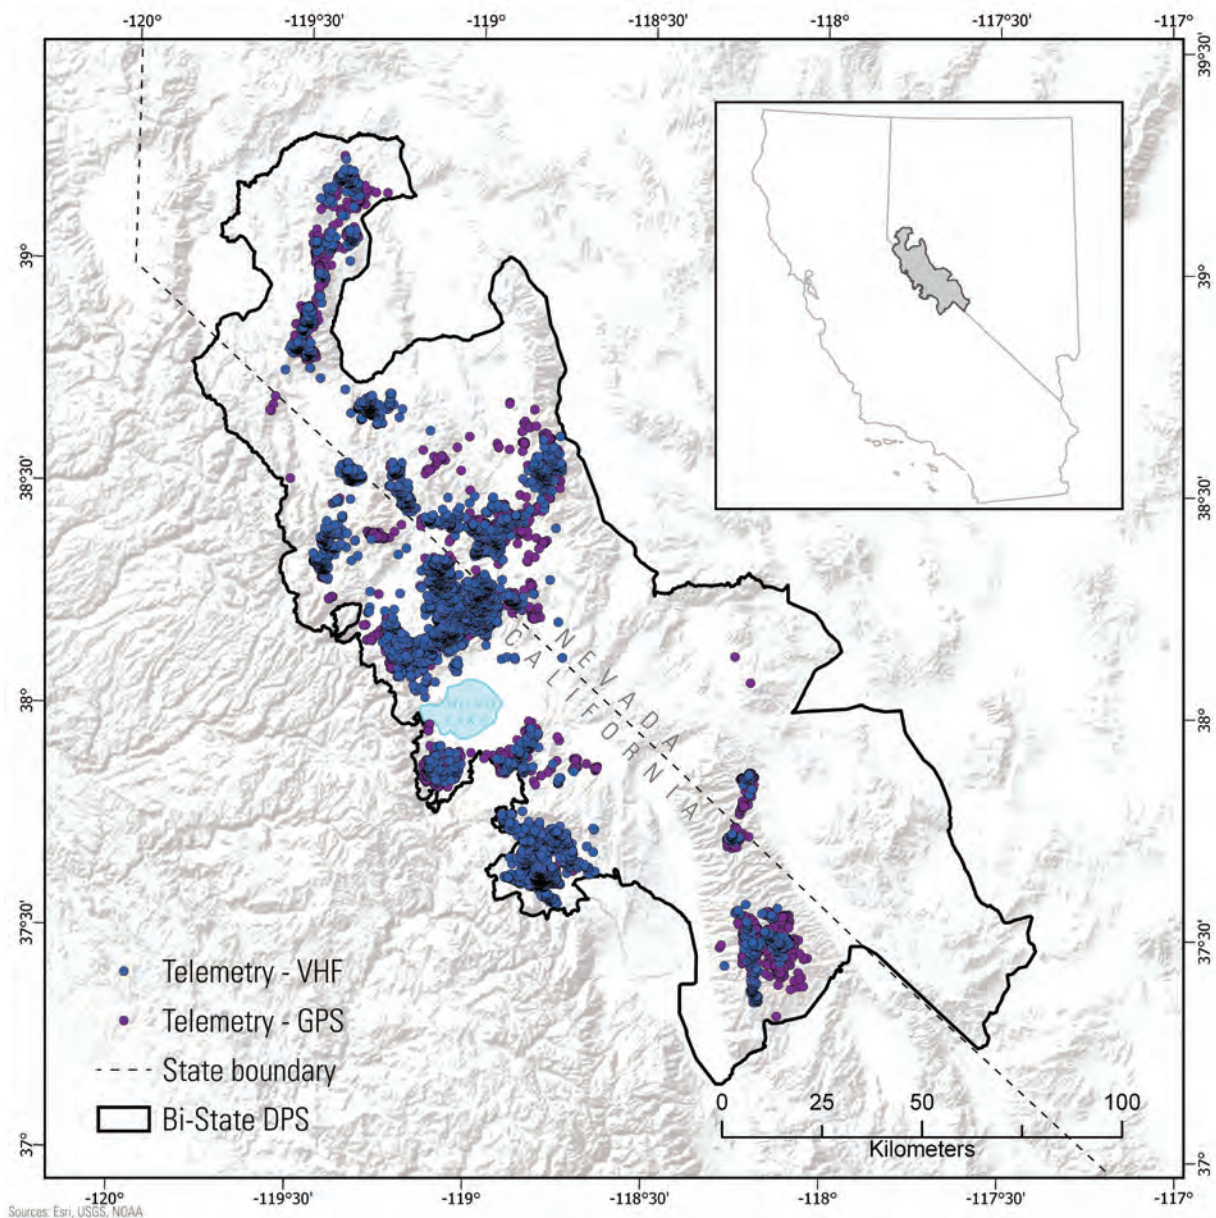 -120° -119°30' -119° -118°30' -118° -117°30' -117°
39°30'
39°30'
39°
39°
38°30'
38°30'
NEVADA
CALIFORNIA
38°
38°
37°30'
37°30'
Telemetry - VHF
Telemetry - GPS
State boundary
Bi-State DPS
0 25 50 100
Kilometers
37°
37°
-120° -119°30' -119° -118°30' -118° -117°30' -117°
Sources: Esri, USGS, NOAA